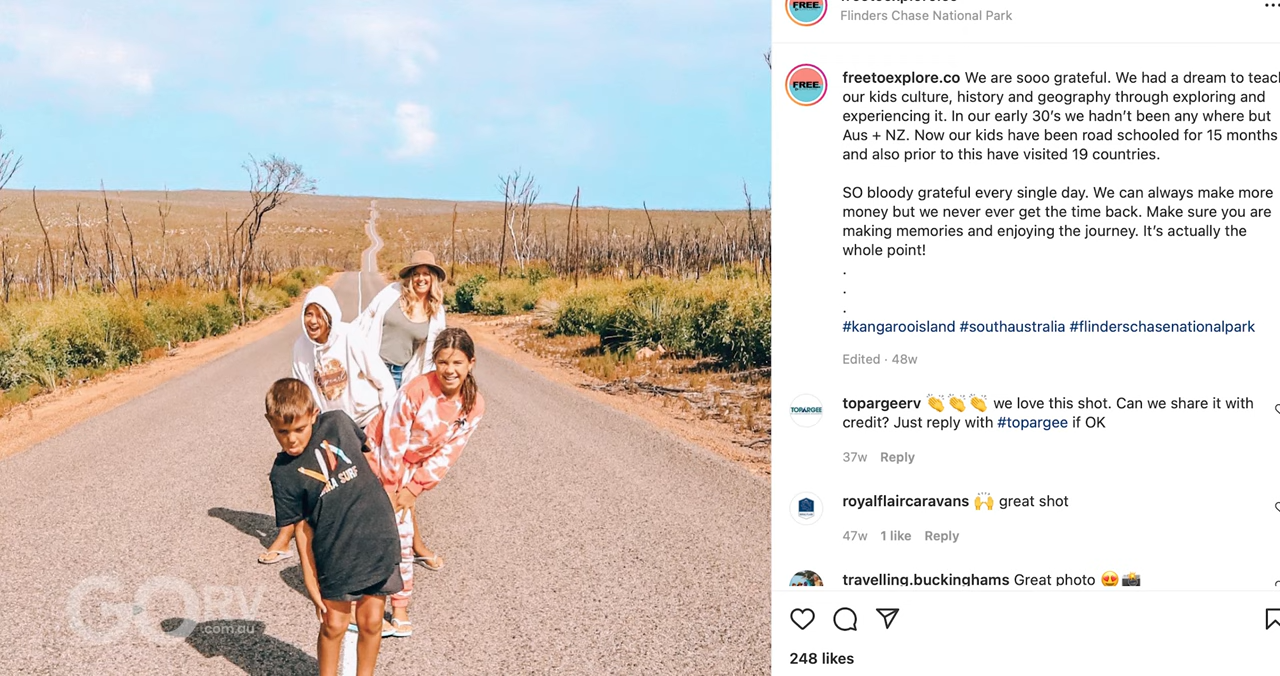 FREE
Flinders Chase National Park
FREE
freetoexplore.co We are sooo grateful. We had a dream to teach
our kids culture, history and geography through exploring and
experiencing it. In our early 30's we hadn't been any where but
Aus + NZ. Now our kids have been road schooled for 15 months
and also prior to this have visited 19 countries.
SO bloody grateful every single day. We can always make more
money but we never ever get the time back. Make sure you are
making memories and enjoying the journey. It's actually the
whole point!
.
.
.
#kangarooisland #southaustralia #flinderschasenationalpark
Edited · 48w
TOPARGEE
topargeerv 👏👏👏 we love this shot. Can we share it with
credit? Just reply with #topargee if OK
37w Reply
royalflaircaravans 🙌 great shot
47w 1 like Reply
travelling.buckinghams Great photo 😍📸
248 likes
SURF
GORV
.com.au